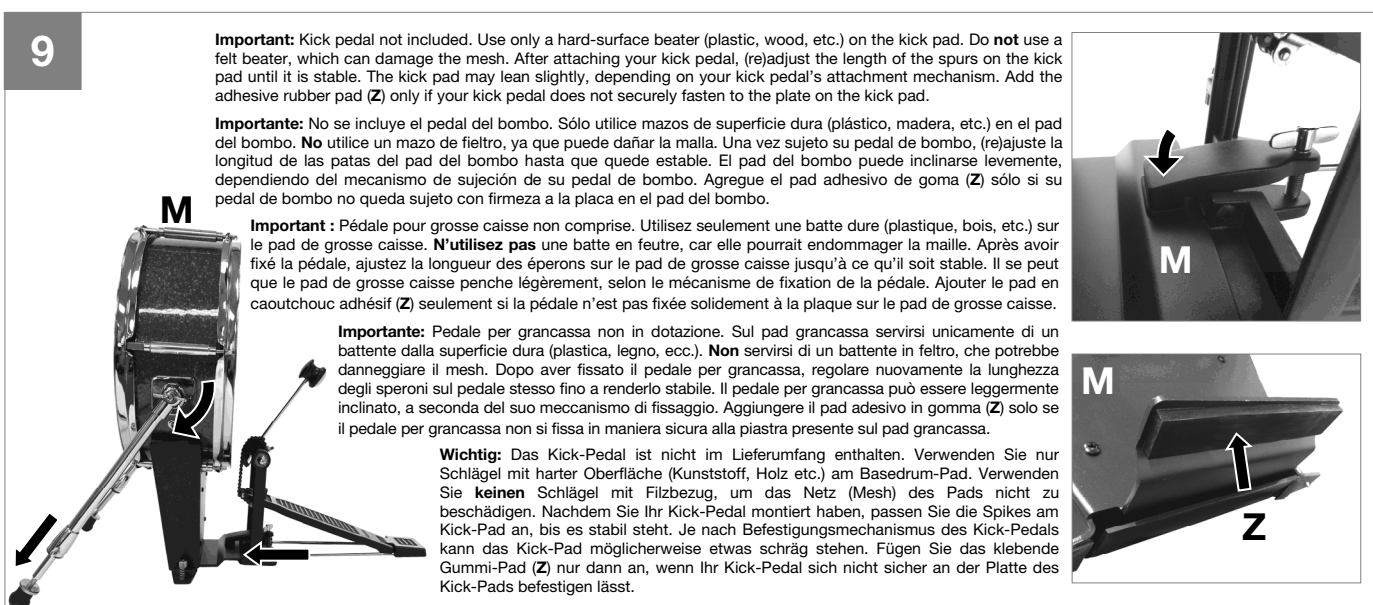 9
Important: Kick pedal not included. Use only a hard-surface beater (plastic, wood, etc.) on the kick pad. Do not use a
felt beater, which can damage the mesh. After attaching your kick pedal, (re)adjust the length of the spurs on the kick
pad until it is stable. The kick pad may lean slightly, depending on your kick pedal's attachment mechanism. Add the
adhesive rubber pad (Z) only if your kick pedal does not securely fasten to the plate on the kick pad.
Importante: No se incluye el pedal del bombo. Sólo utilice mazos de superficie dura (plástico, madera, etc.) en el pad
del bombo. No utilice un mazo de fieltro, ya que puede dañar la malla. Una vez sujeto su pedal de bombo, (re)ajuste la
longitud de las patas del pad del bombo hasta que quede estable. El pad del bombo puede inclinarse levemente,
dependiendo del mecanismo de sujeción de su pedal de bombo. Agregue el pad adhesivo de goma (Z) sólo si su
pedal de bombo no queda sujeto con firmeza a la placa en el pad del bombo.
Important : Pédale pour grosse caisse non comprise. Utilisez seulement une batte dure (plastique, bois, etc.) sur
le pad de grosse caisse. N'utilisez pas une batte en feutre, car elle pourrait endommager la maille. Après avoir
fixé la pédale, ajustez la longueur des éperons sur le pad de grosse caisse jusqu'à ce qu'il soit stable. Il se peut
que le pad de grosse caisse penche légèrement, selon le mécanisme de fixation de la pédale. Ajouter le pad en
caoutchouc adhésif (Z) seulement si la pédale n'est pas fixée solidement à la plaque sur le pad de grosse caisse.
Importante: Pedale per grancassa non in dotazione. Sul pad grancassa servirsi unicamente di un
battente dalla superficie dura (plastica, legno, ecc.). Non servirsi di un battente in feltro, che potrebbe
danneggiare il mesh. Dopo aver fissato il pedale per grancassa, regolare nuovamente la lunghezza
degli speroni sul pedale stesso fino a renderlo stabile. Il pedale per grancassa può essere leggermente
inclinato, a seconda del suo meccanismo di fissaggio. Aggiungere il pad adesivo in gomma (Z) solo se
il pedale per grancassa non si fissa in maniera sicura alla piastra presente sul pad grancassa.
Wichtig: Das Kick-Pedal ist nicht im Lieferumfang enthalten. Verwenden Sie nur
Schlägel mit harter Oberfläche (Kunststoff, Holz etc.) am Basedrum-Pad. Verwenden
Sie keinen Schlägel mit Filzbezug, um das Netz (Mesh) des Pads nicht zu
beschädigen. Nachdem Sie Ihr Kick-Pedal montiert haben, passen Sie die Spikes am
Kick-Pad an, bis es stabil steht. Je nach Befestigungsmechanismus des Kick-Pedals
kann das Kick-Pad möglicherweise etwas schräg stehen. Fügen Sie das klebende
Gummi-Pad (Z) nur dann an, wenn Ihr Kick-Pedal sich nicht sicher an der Platte des
Kick-Pads befestigen lässt.
M
M
M
Z